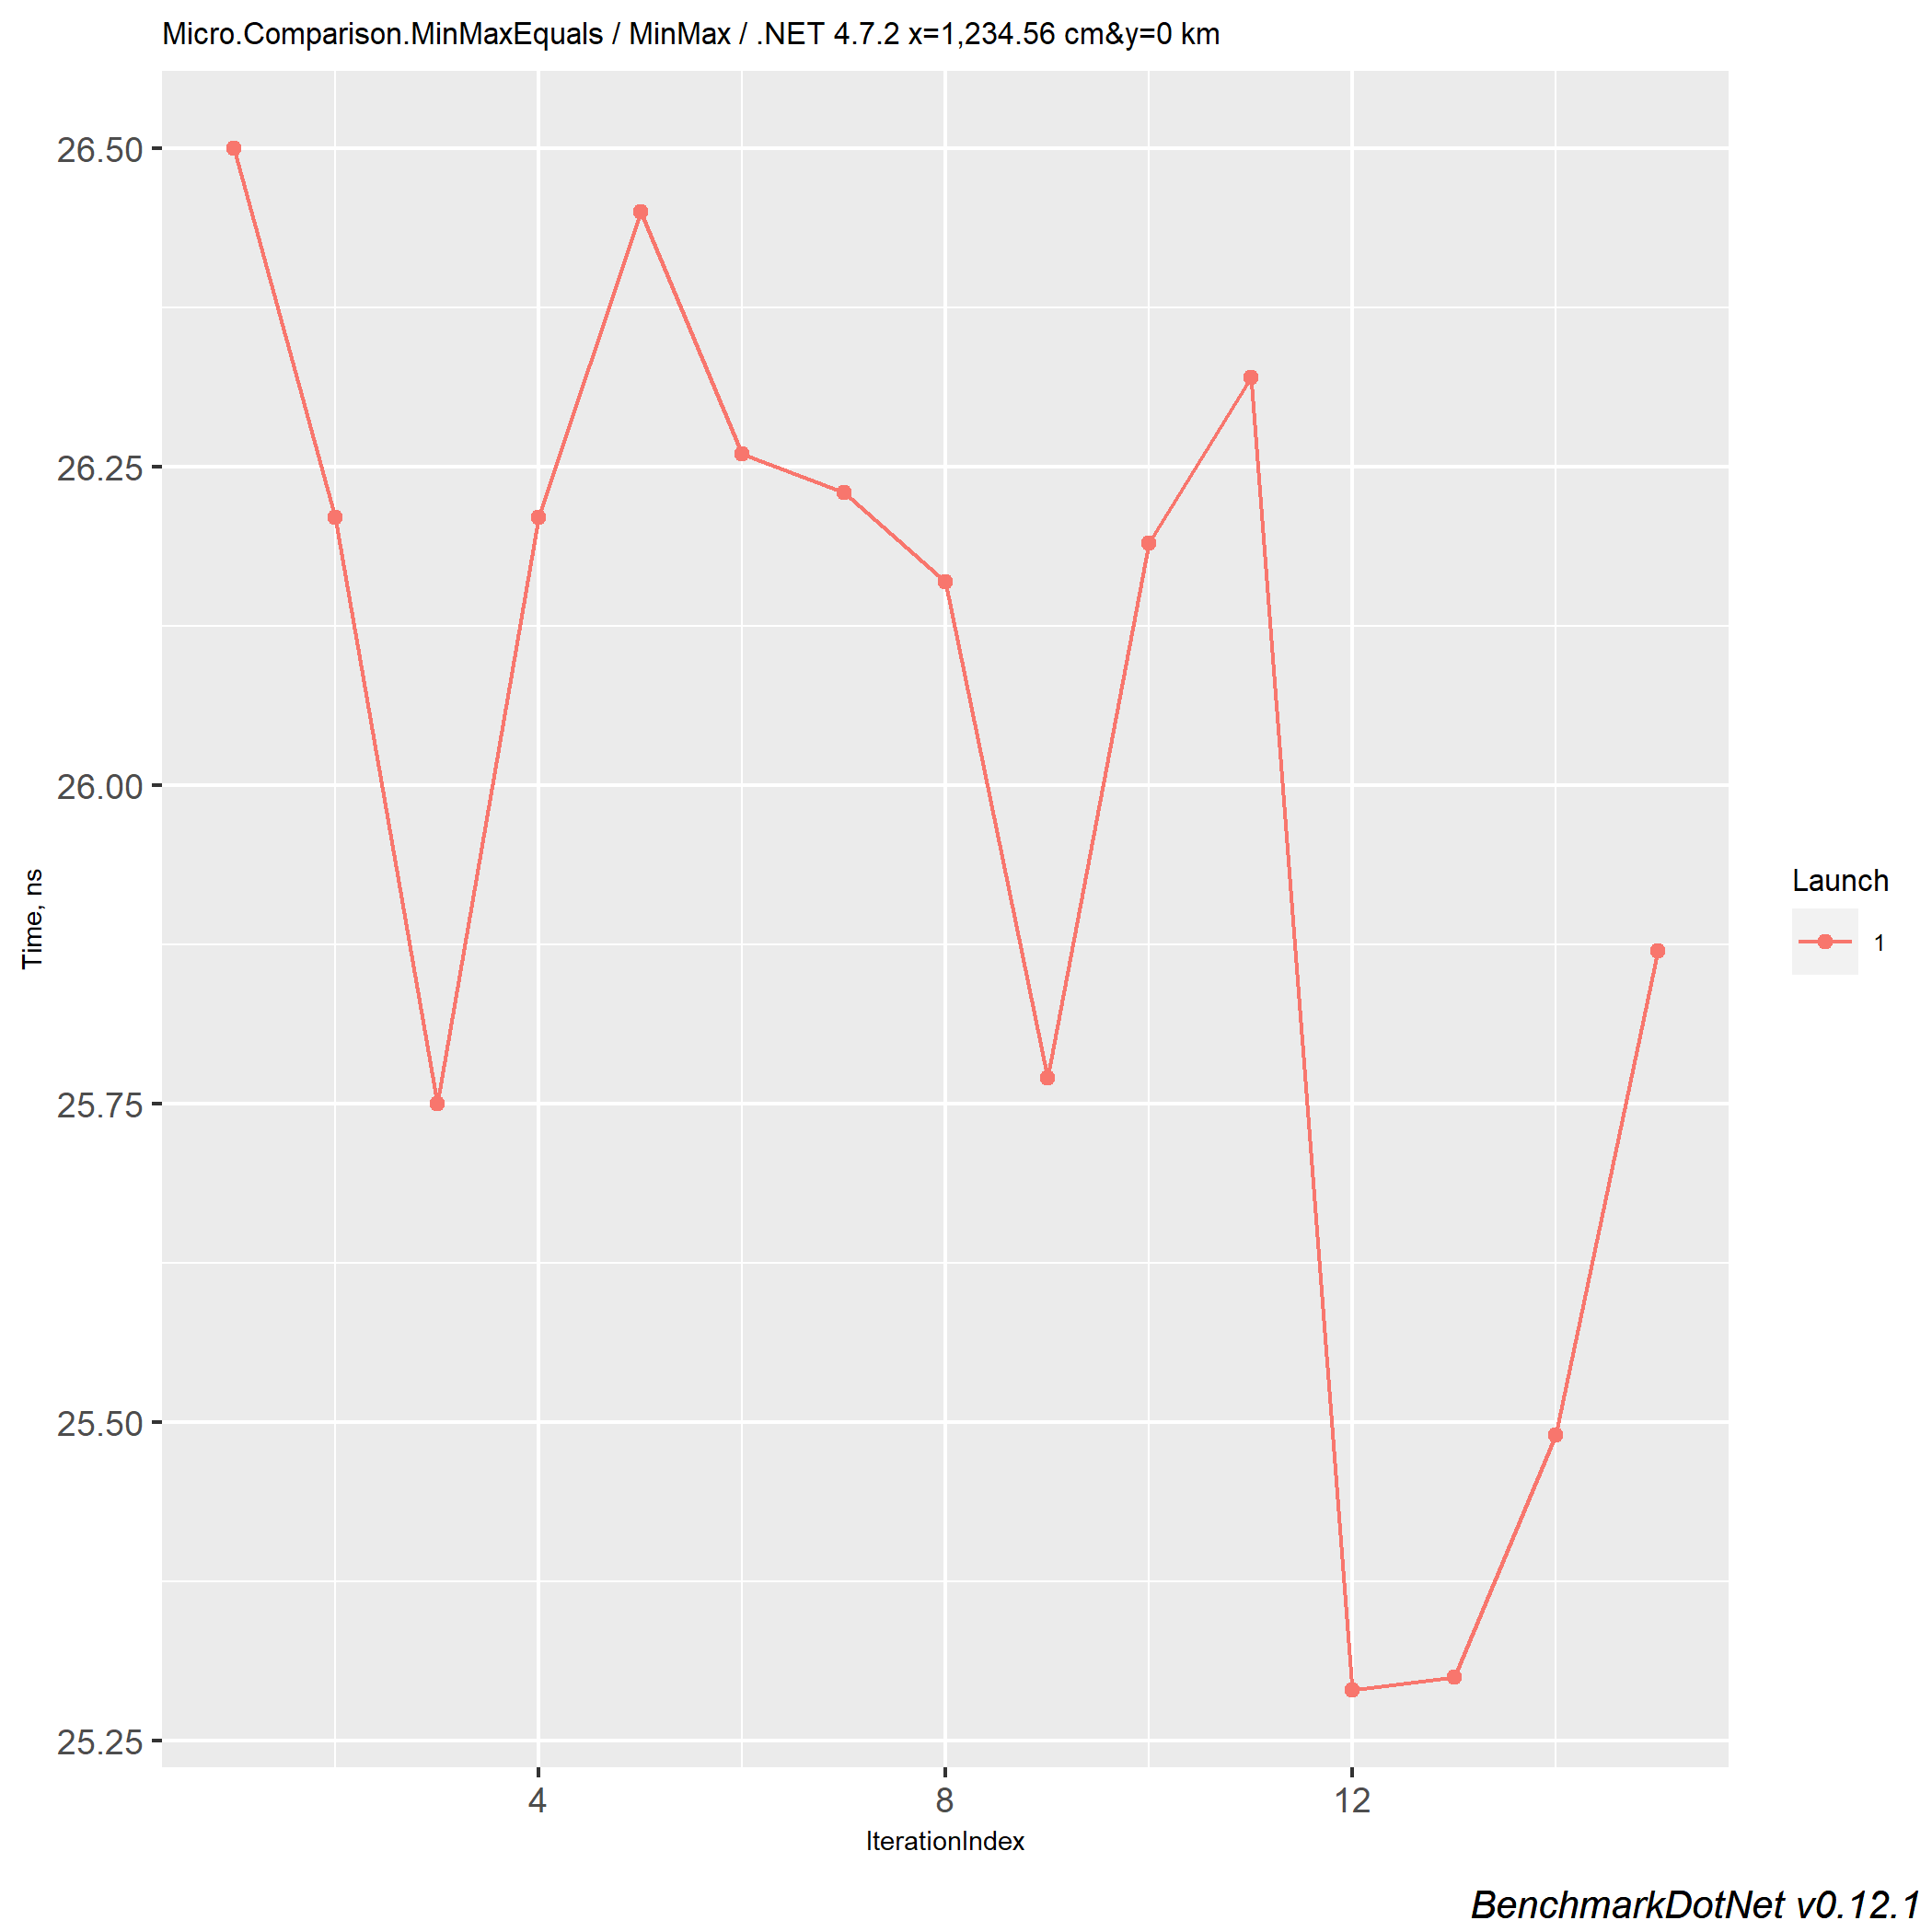 Micro.Comparison.MinMaxEquals / MinMax / .NET 4.7.2 x=1,234.56 cm&y=0 km
26.50
26.25
26.00
25.75
25.50
25.25
Time, ns
4 8 12
IterationIndex
Launch
1
BenchmarkDotNet v0.12.1